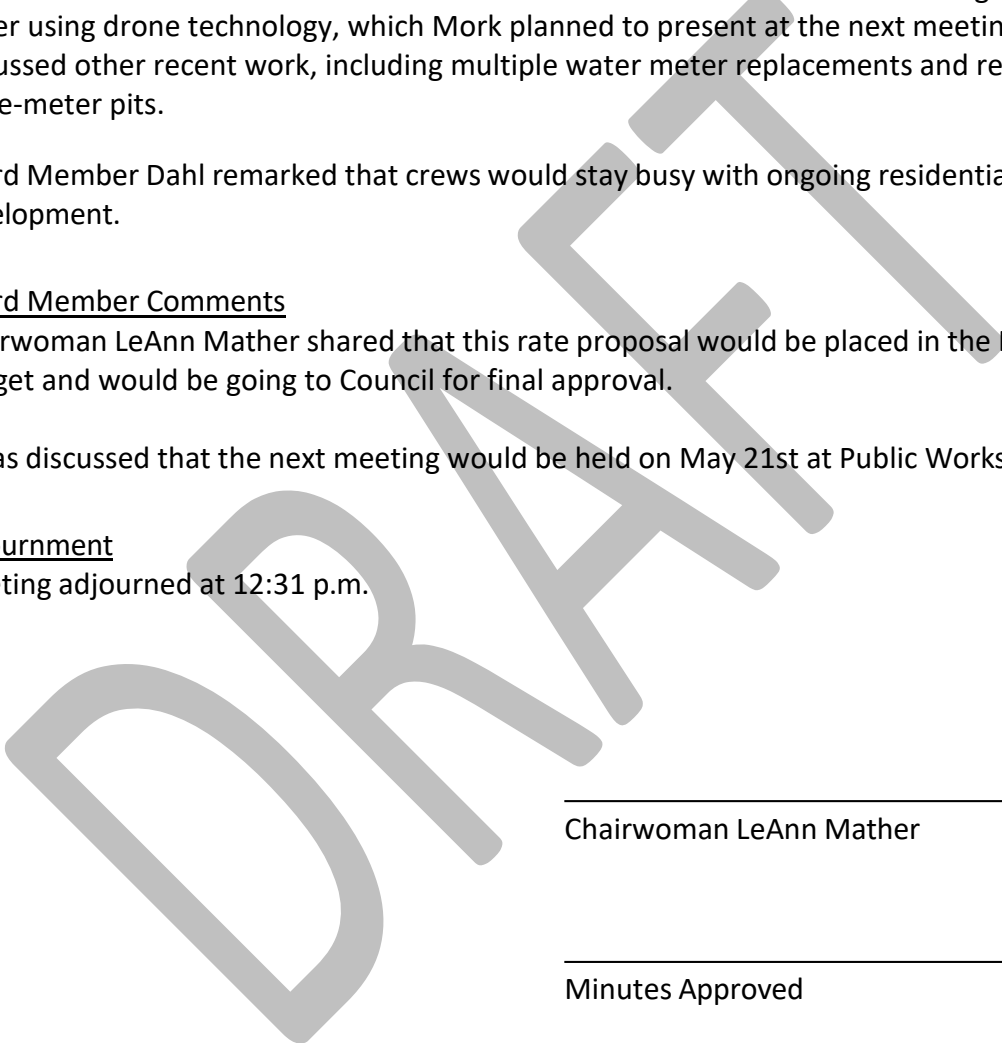 er using drone technology, which Mork planned to present at the next meetin
ussed other recent work, including multiple water meter replacements and re
e-meter pits.
rd Member Dahl remarked that crews would stay busy with ongoing residentia
elopment.
rd Member Comments
rwoman LeAnn Mather shared that this rate proposal would be placed in the
get and would be going to Council for final approval.
as discussed that the next meeting would be held on May 21st at Public Works
ournment
ting adjourned at 12:31 p.m.
DRAFT
Chairwoman LeAnn Mather
Minutes Approved